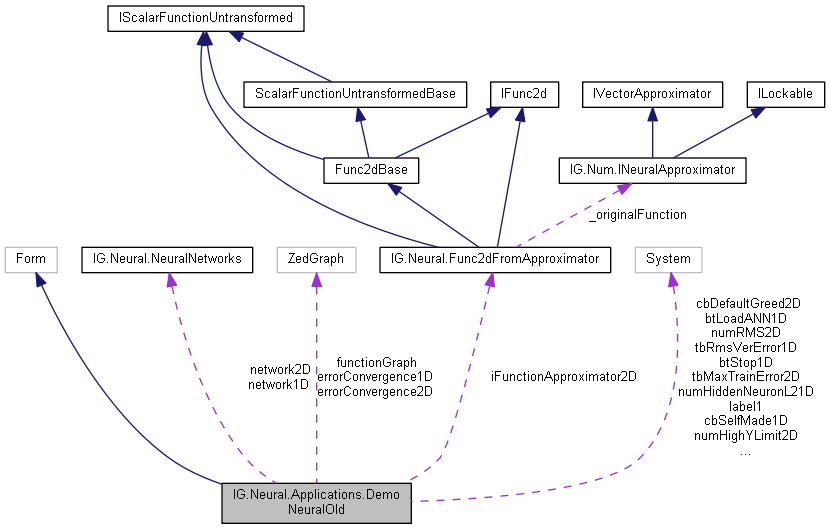 IScalarFunctionUntransformed
ScalarFunctionUntransformedBase
IFunc2d
IVectorApproximator
ILockable
Func2dBase
IG.Num.INeuralApproximator
_originalFunction
Form
IG.Neural.NeuralNetworks
ZedGraph
IG.Neural.Func2dFromApproximator
System
network2D
network1D
functionGraph
errorConvergence1D
errorConvergence2D
iFunctionApproximator2D
cbDefaultGreed2D
btLoadANN1D
numRMS2D
tbRmsVerError1D
btStop1D
tbMaxTrainError2D
numHiddenNeuronL21D
label1
cbSelfMade1D
numHighYLimit2D
...
IG.Neural.Applications.Demo
NeuralOld